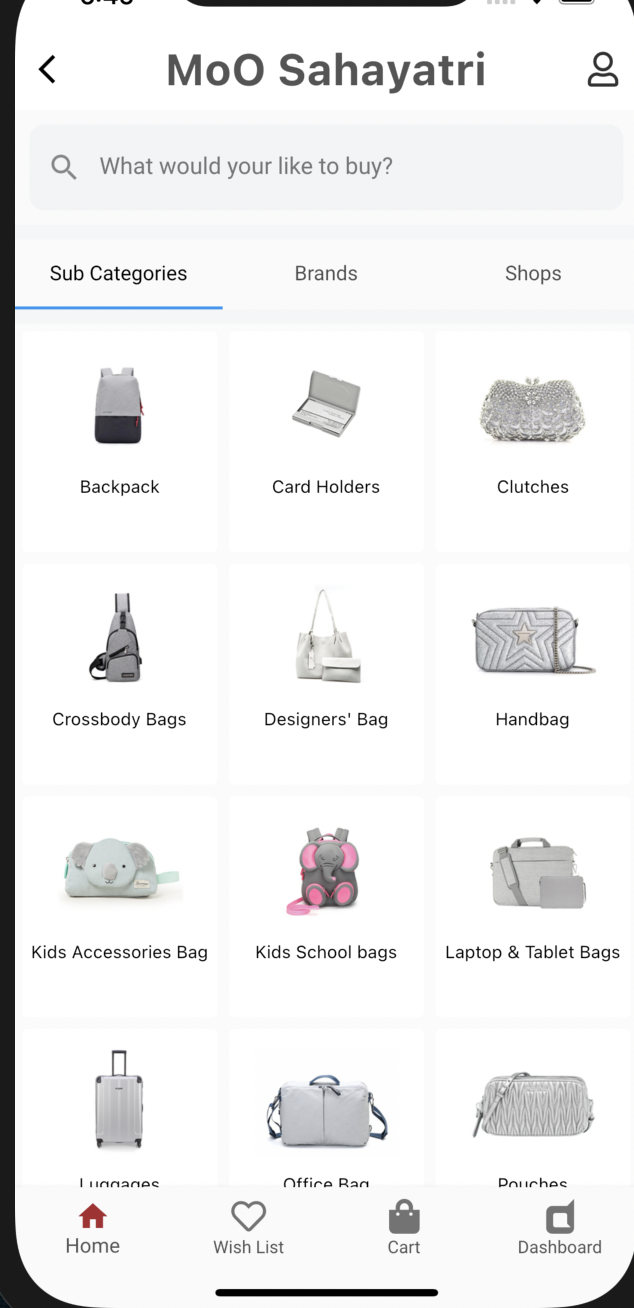 MoO Sahayatri
What would your like to buy?
Sub Categories Brands Shops
Backpack Card Holders Clutches
Crossbody Bags Designers' Bag Handbag
Kids Accessories Bag Kids School bags Laptop & Tablet Bags
Luggages Office Bag Pouches
Home Wish List Cart Dashboard